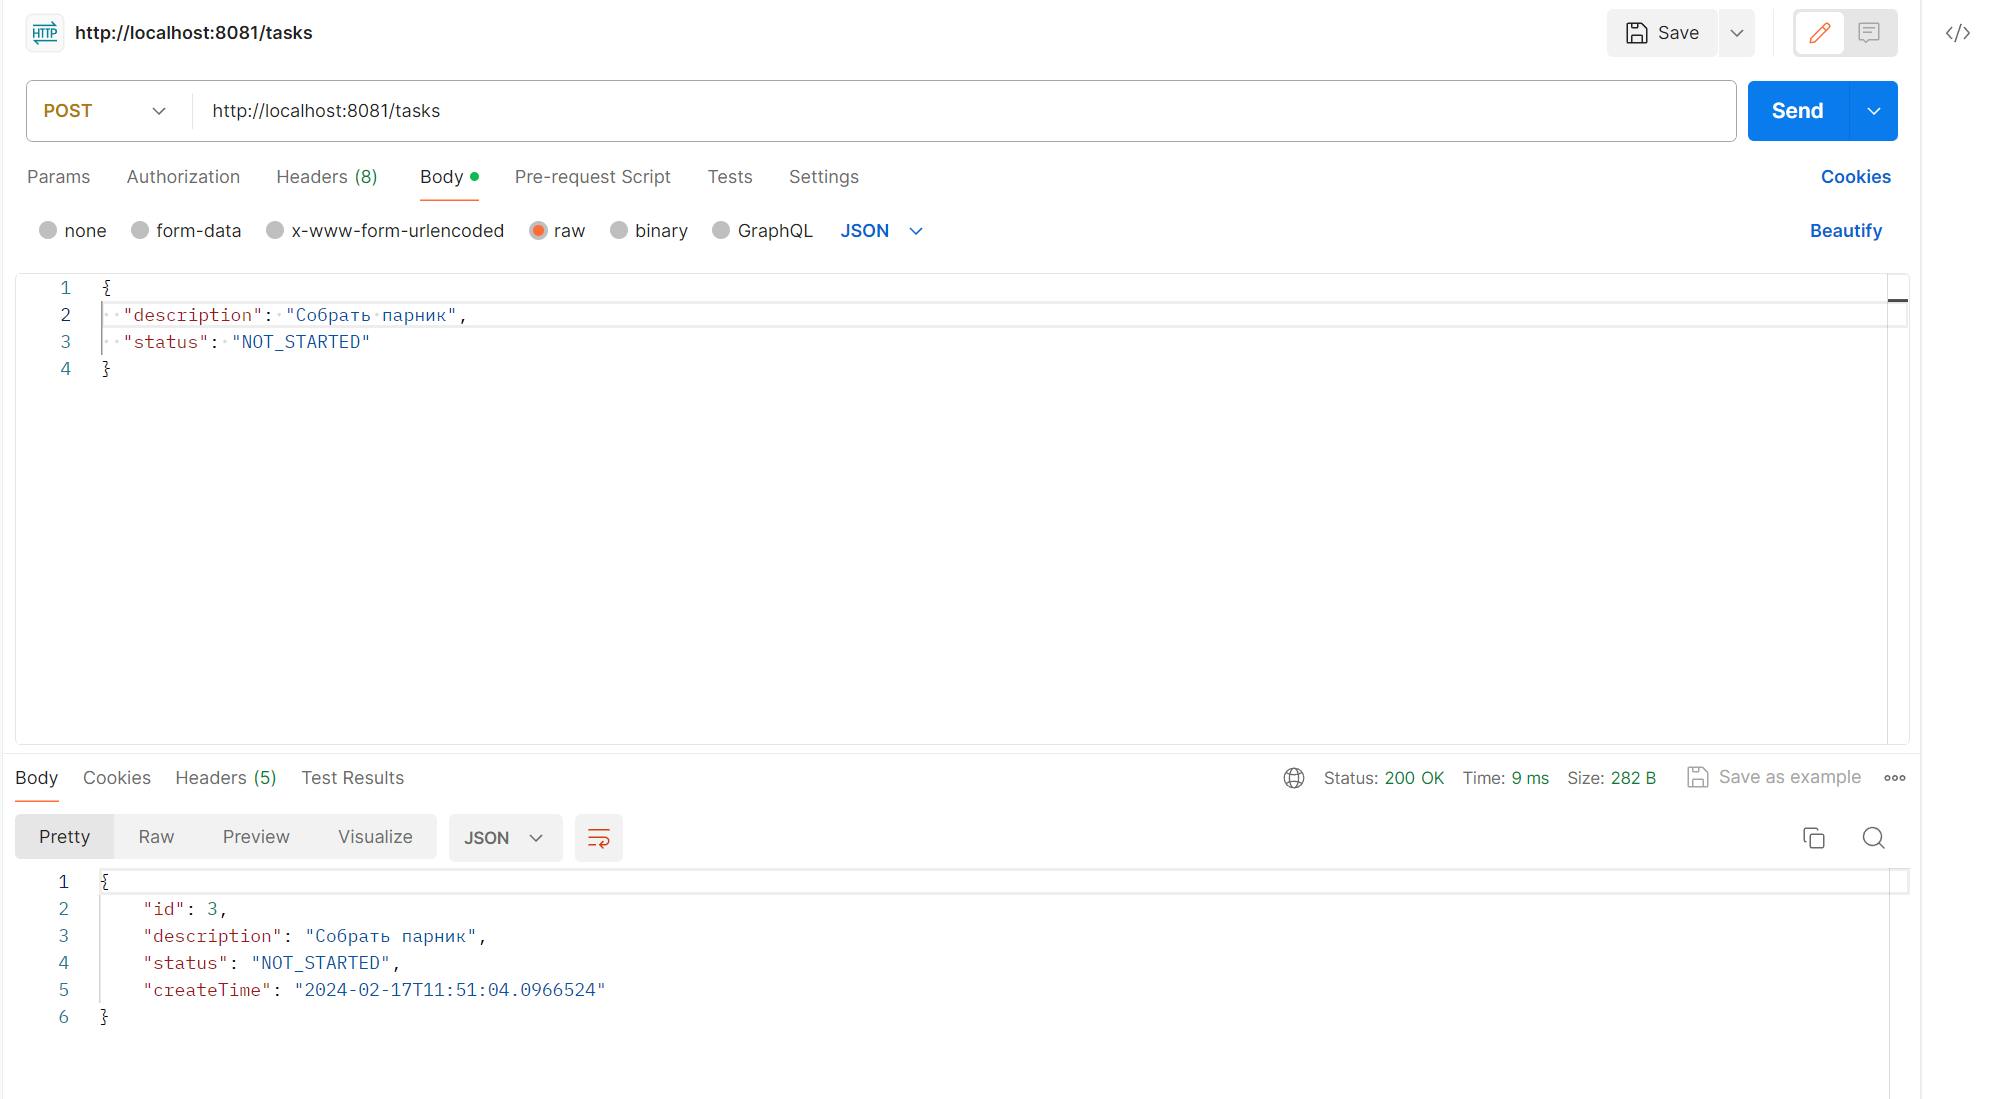 HTTP http://localhost:8081/tasks Save
POST http://localhost:8081/tasks Send
Params Authorization Headers (8) Body Pre-request Script Tests Settings Cookies
none form-data x-www-form-urlencoded raw binary GraphQL JSON Beautify
1 {
2 "description": "Собрать парник",
3 "status": "NOT_STARTED"
4 }
Body Cookies Headers (5) Test Results Status: 200 OK Time: 9 ms Size: 282 B Save as example
Pretty Raw Preview Visualize JSON
1 {
2 "id": 3,
3 "description": "Собрать парник",
4 "status": "NOT_STARTED",
5 "createTime": "2024-02-17T11:51:04.0966524"
6 }